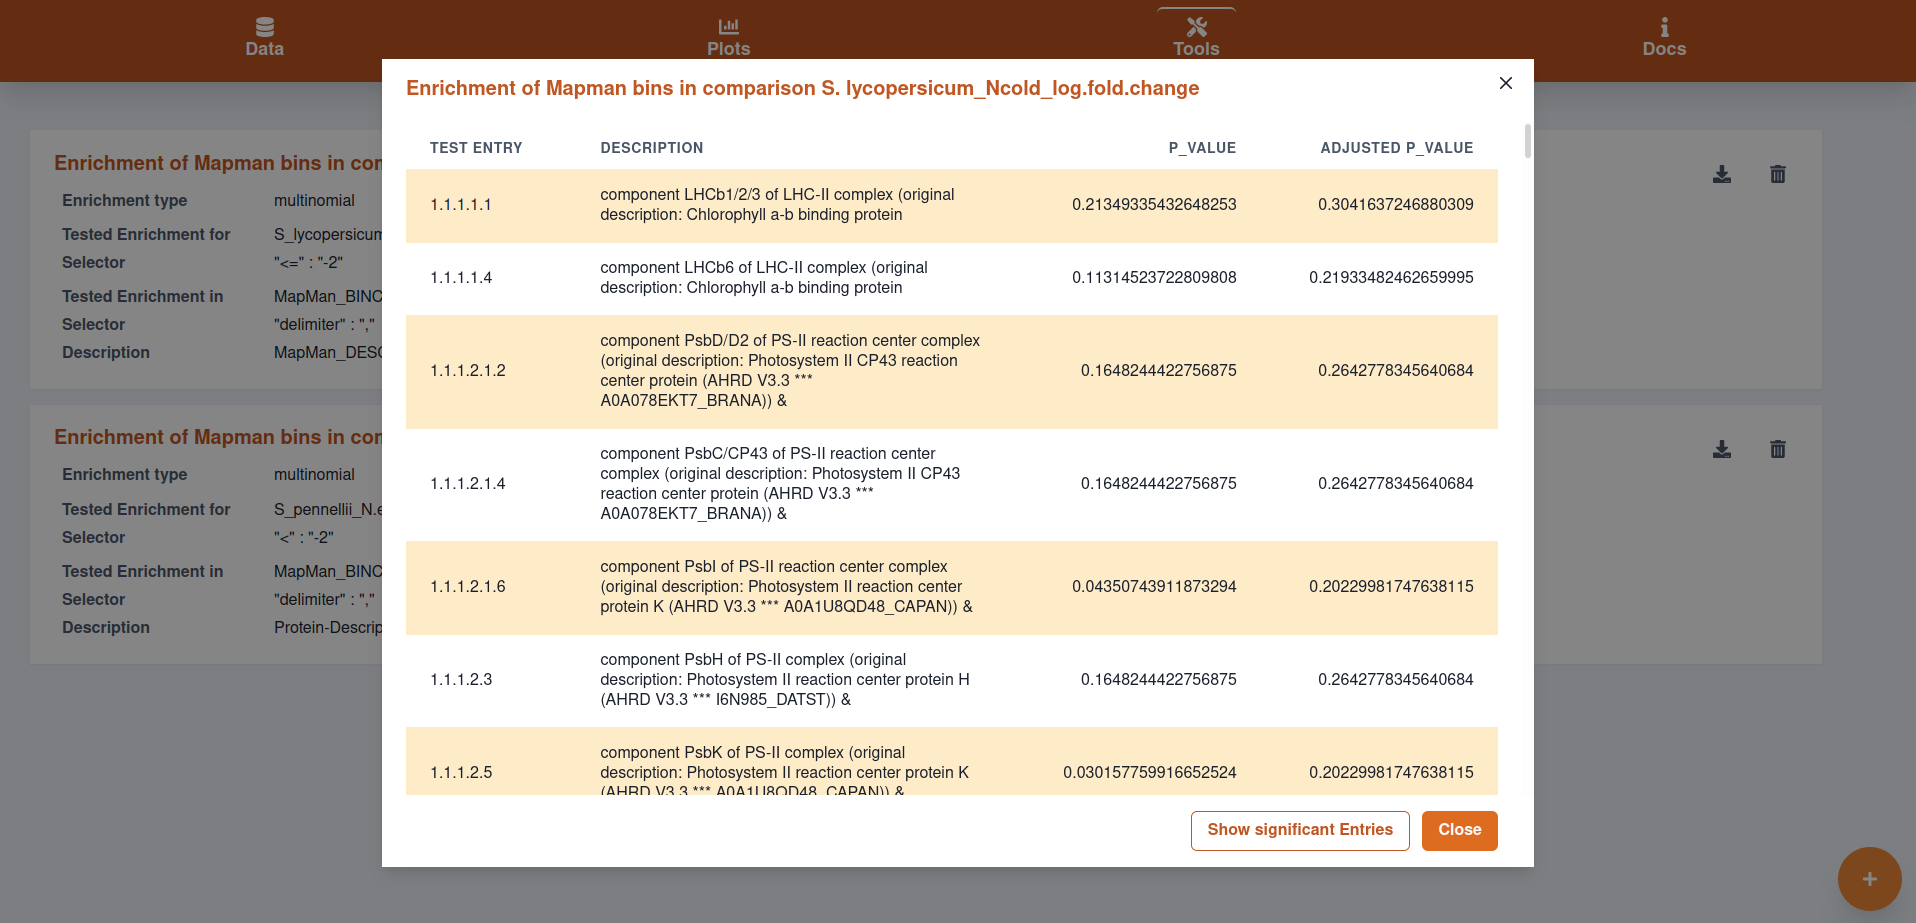 Data
Plots
Tools
Docs
Enrichment of Mapman bins in comparison S. lycopersicum_Ncold_log.fold.change
TEST ENTRY DESCRIPTION P_VALUE ADJUSTED P_VALUE
1.1.1.1.1
component LHCb1/2/3 of LHC-II complex (original
description: Chlorophyll a-b binding protein
0.21349335432648253
0.3041637246880309
1.1.1.1.4
component LHCb6 of LHC-II complex (original
description: Chlorophyll a-b binding protein
0.11314523722809808
0.21933482462659995
1.1.1.2.1.2
component PsbD/D2 of PS-II reaction center complex
(original description: Photosystem II CP43 reaction
center protein (AHRD V3.3 ***
A0A078EKT7_BRANA)) &
0.1648244422756875
0.2642778345640684
1.1.1.2.1.4
component PsbC/CP43 of PS-II reaction center
complex (original description: Photosystem II CP43
reaction center protein (AHRD V3.3 ***
A0A078EKT7_BRANA)) &
0.1648244422756875
0.2642778345640684
1.1.1.2.1.6
component PsbI of PS-II reaction center complex
(original description: Photosystem II reaction center
protein K (AHRD V3.3 *** A0A1U8QD48_CAPAN)) &
0.04350743911873294
0.20229981747638115
1.1.1.2.3
component PsbH of PS-II complex (original
description: Photosystem II reaction center protein H
(AHRD V3.3 *** I6N985_DATST)) &
0.1648244422756875
0.2642778345640684
1.1.1.2.5
component PsbK of PS-II complex (original
description: Photosystem II reaction center protein K
(AHRD V3.3 *** A0A1U8QD48_CAPAN)) &
0.030157759916652524
0.20229981747638115
Show significant Entries
Close
Enrichment of Mapman bins in con
Enrichment type multinomial
Tested Enrichment for S_lycopersicum
Selector "<=" : "-2"
Tested Enrichment in MapMan_BINC
Selector "delimiter" : ","
Description MapMan_DESC
Enrichment of Mapman bins in con
Enrichment type multinomial
Tested Enrichment for S_pennellii_N.e
Selector "<" : "-2"
Tested Enrichment in MapMan_BINC
Selector "delimiter" : ","
Description Protein-Descrip